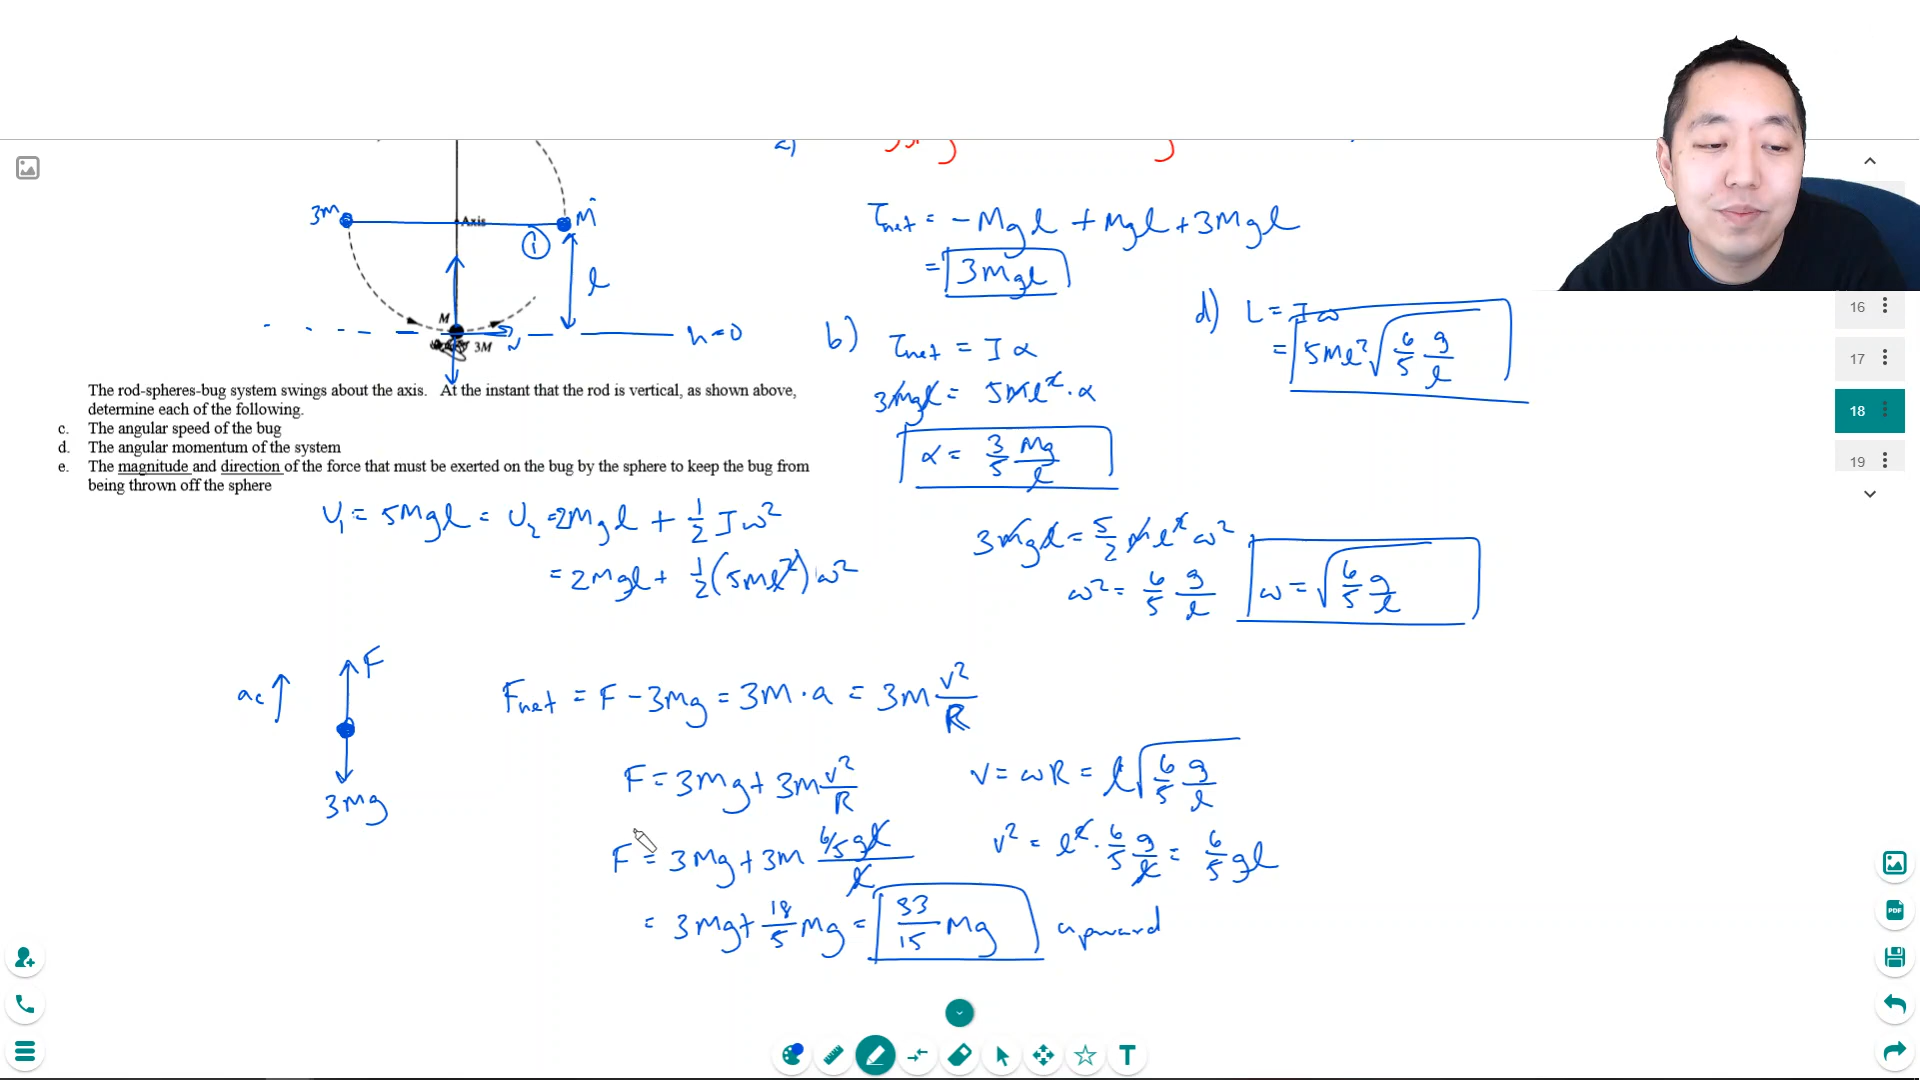 a)
τnet = -Mgl + Mgl + 3Mgl
= 3Mgl
3M
Axis
M
①
l
M
3M
h=0
b) τnet = Iα
3Mgl = 5Ml² · α
α = 3/5 Mg/l
d) L = Iω
= 5Ml² √(6/5 g/l)
The rod-spheres-bug system swings about the axis. At the instant that the rod is vertical, as shown above,
determine each of the following.
c. The angular speed of the bug
d. The angular momentum of the system
e. The magnitude and direction of the force that must be exerted on the bug by the sphere to keep the bug from
being thrown off the sphere
U₁ = 5Mgl = U₂ = 2Mgl + 1/2 Iω²
= 2Mgl + 1/2 (5Ml²) ω²
3Mgl = 5/2 Ml² ω²
ω² = 6/5 g/l
ω = √(6/5 g/l)
ac
F
3Mg
Fnet = F - 3Mg = 3M · a = 3M v²/R
F = 3Mg + 3M v²/R
v = ωR = l √(6/5 g/l)
F = 3Mg + 3M 6/5gl/l
v² = l² · 6/5 g/l = 6/5 gl
= 3Mg + 18/5 Mg = 33/15 Mg upward
16
17
18
19
PDF
T